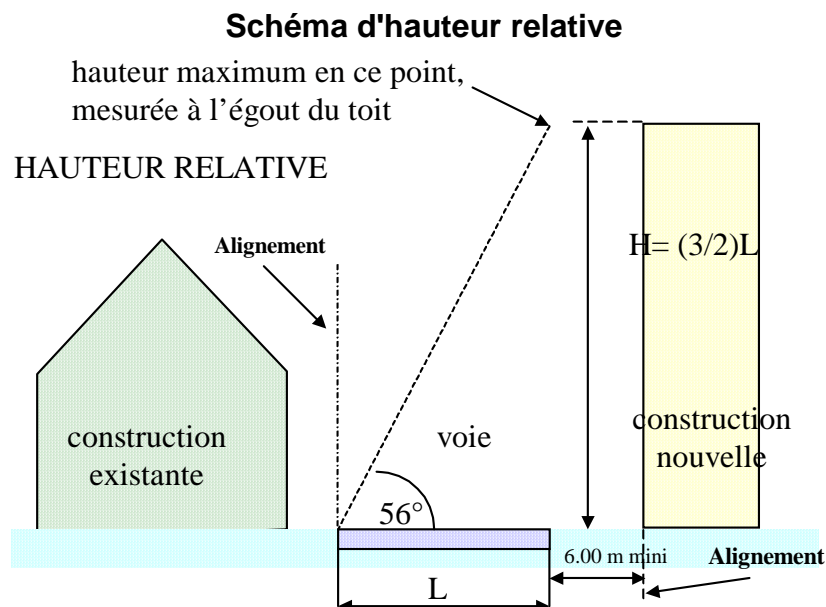 Schéma d'hauteur relative
hauteur maximum en ce point,
mesurée à l’égout du toit
HAUTEUR RELATIVE
Alignement
H= (3/2)L
construction
existante
voie
construction
nouvelle
56°
6.00 m mini
Alignement
L